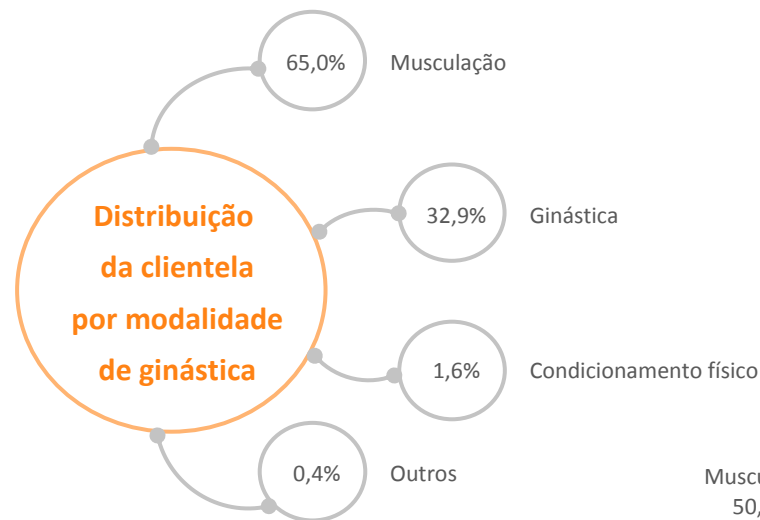 65,0% Musculação
Distribuição
da clientela
por modalidade
de ginástica
32,9% Ginástica
1,6% Condicionamento físico
0,4% Outros